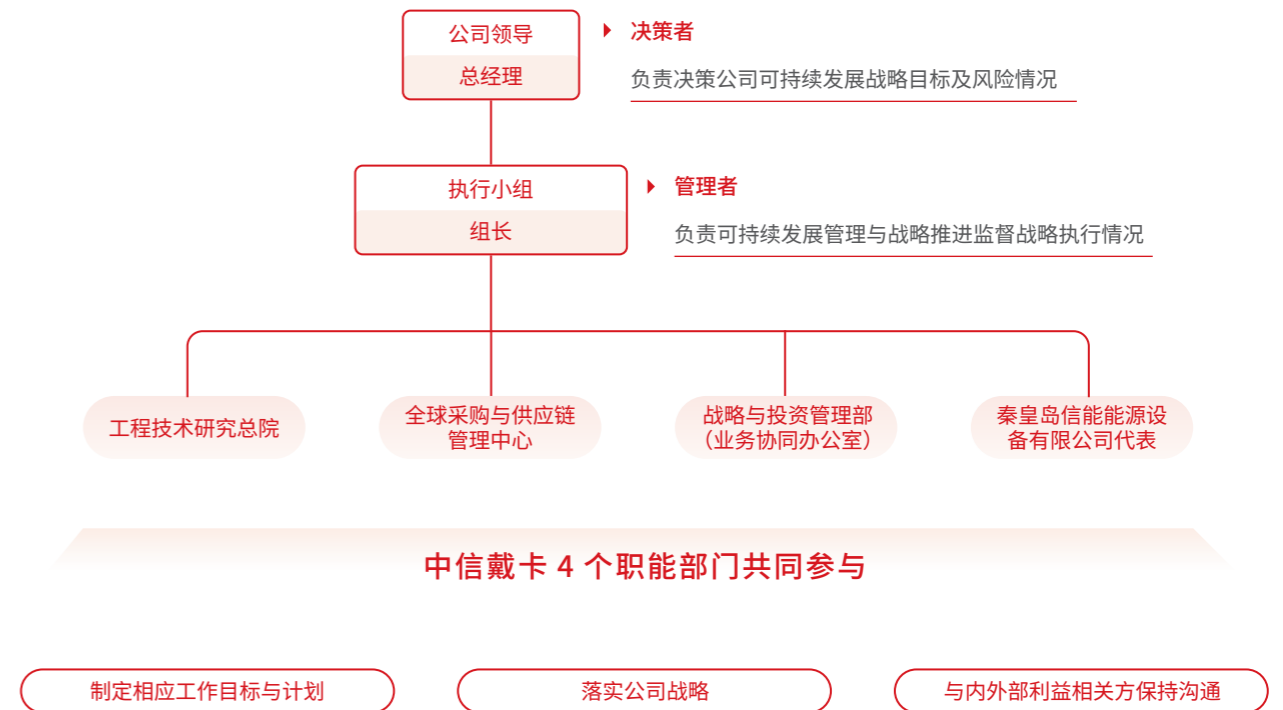 公司领导
总经理
决策者
负责决策公司可持续发展战略目标及风险情况
执行小组
组长
管理者
负责可持续发展管理与战略推进监督战略执行情况
工程技术研究总院
全球采购与供应链
管理中心
战略与投资管理部
（业务协同办公室）
秦皇岛信能能源设
备有限公司代表
中信戴卡 4 个职能部门共同参与
制定相应工作目标与计划
落实公司战略
与内外部利益相关方保持沟通